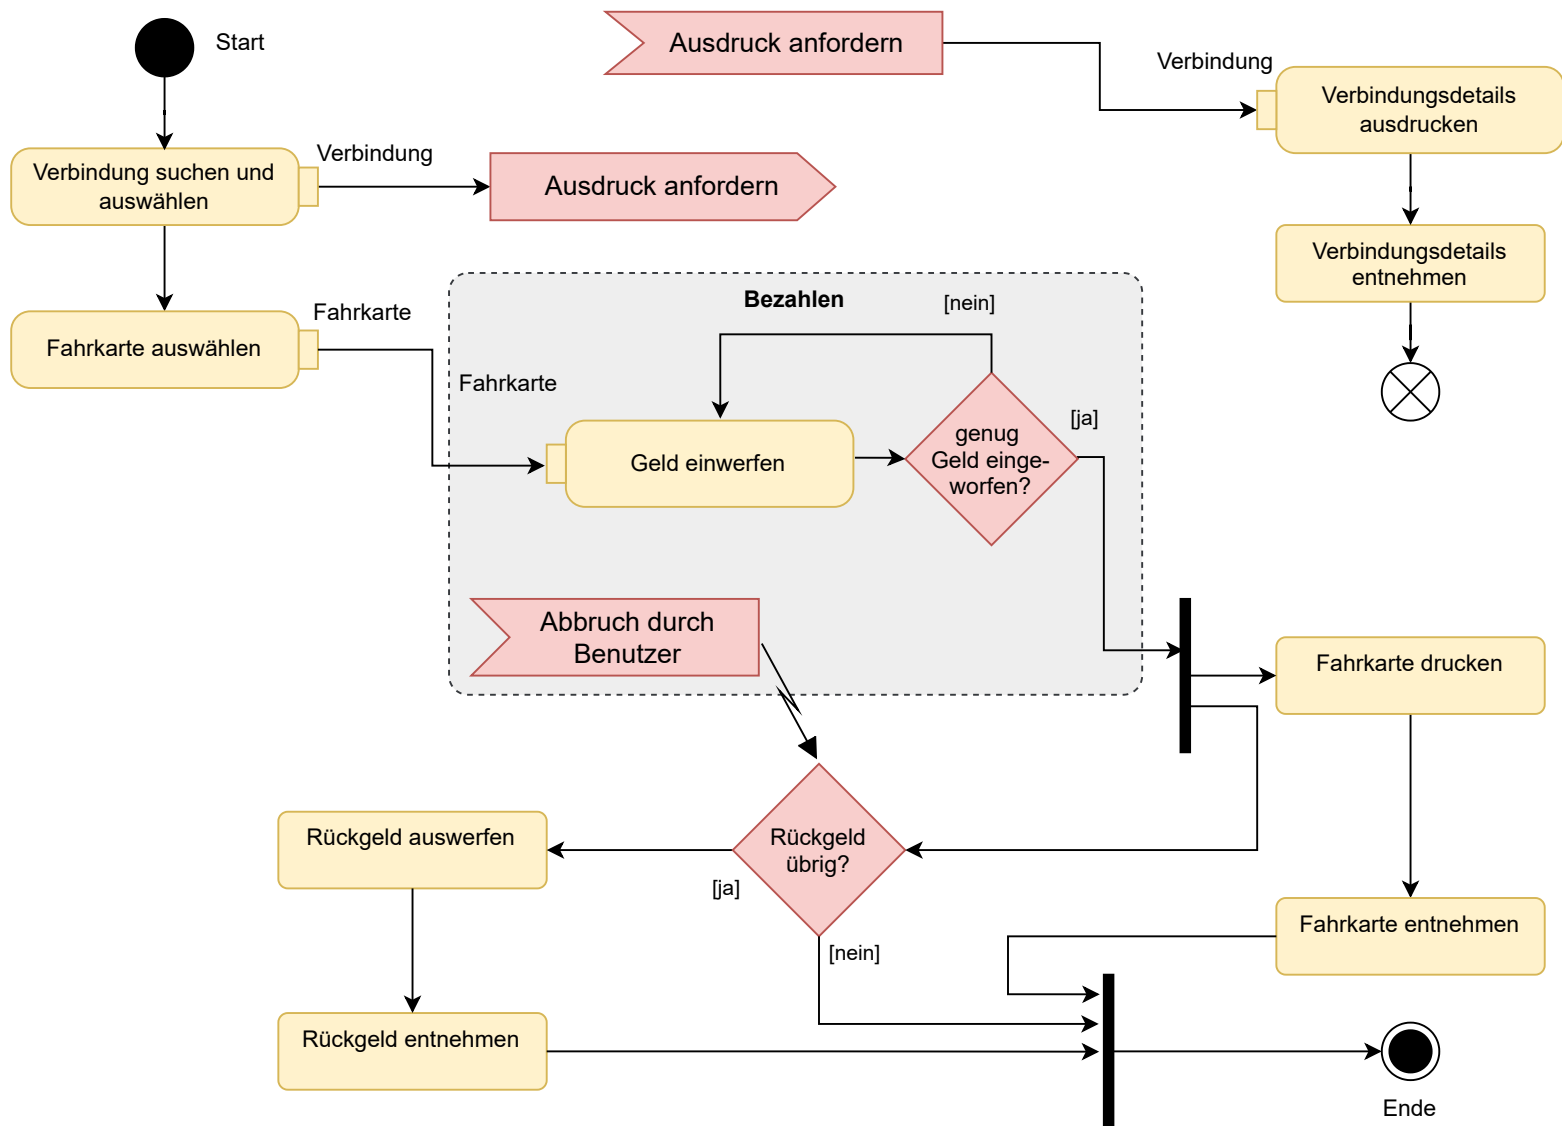 Start
Ausdruck anfordern
Verbindung
Verbindungsdetails
ausdrucken
Verbindung suchen und
auswählen
Verbindung
Ausdruck anfordern
Verbindungsdetails
entnehmen
Fahrkarte auswählen
Fahrkarte
Bezahlen
[nein]
Fahrkarte
Geld einwerfen
genug
Geld einge-
worfen?
[ja]
Abbruch durch
Benutzer
Fahrkarte drucken
Rückgeld auswerfen
Rückgeld
übrig?
[ja]
[nein]
Fahrkarte entnehmen
Rückgeld entnehmen
Ende